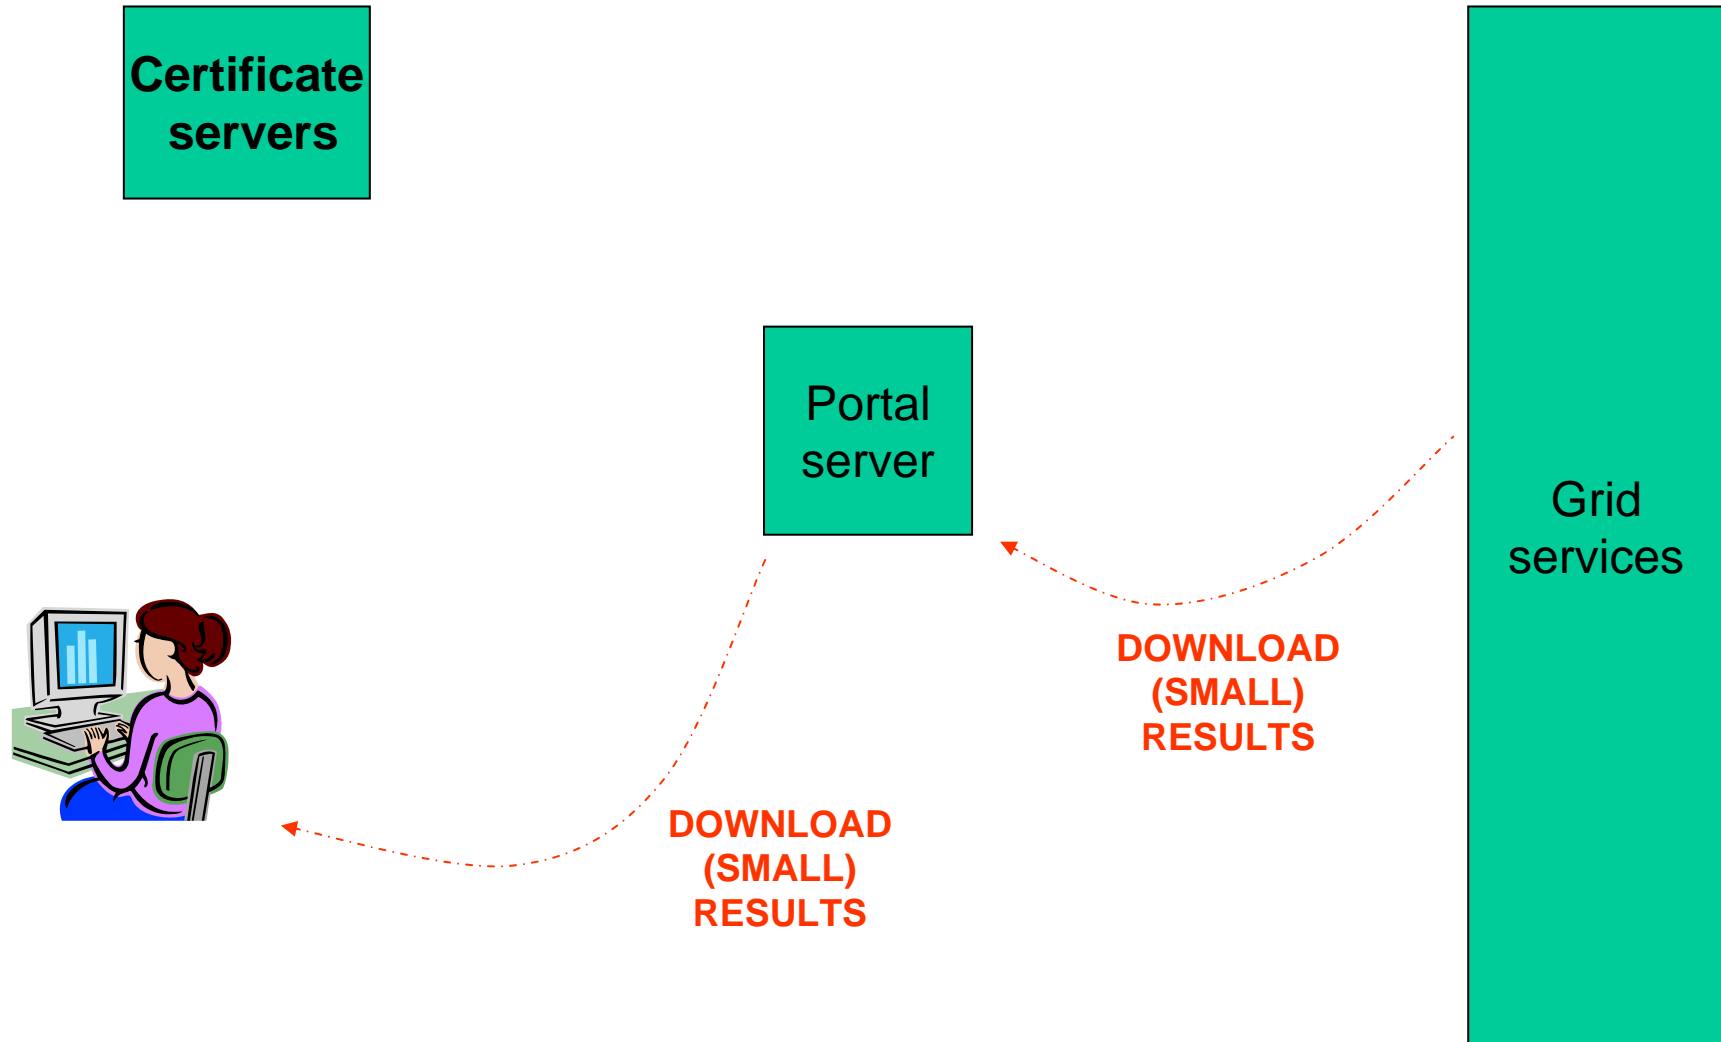 Certificate
servers
Portal
server
Grid
services
DOWNLOAD
(SMALL)
RESULTS
DOWNLOAD
(SMALL)
RESULTS